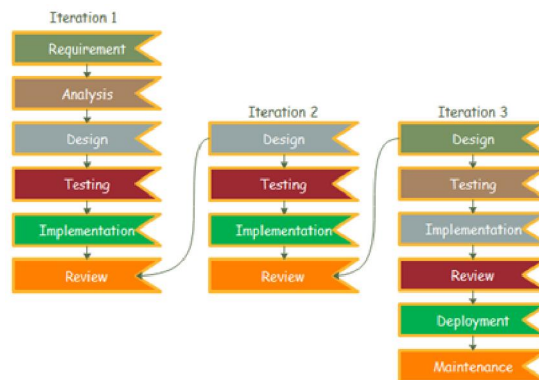 Iteration 1
Requirement
Analysis
Design
Testing
Implementation
Review
Iteration 2
Design
Testing
Implementation
Review
Iteration 3
Design
Testing
Implementation
Review
Deployment
Maintenance